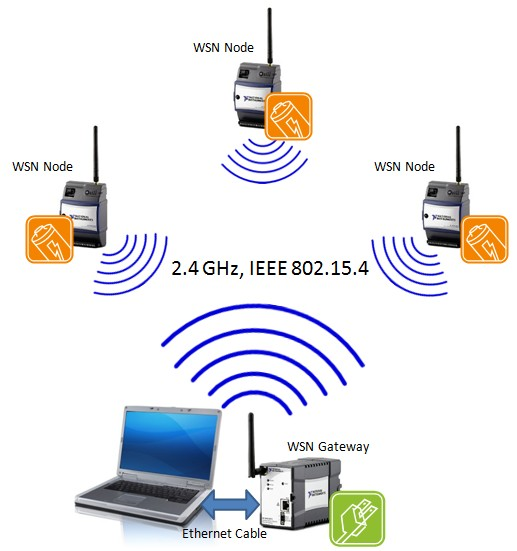 WSN Node
WSN Node
WSN Node
2.4 GHz, IEEE 802.15.4
WSN Gateway
Ethernet Cable